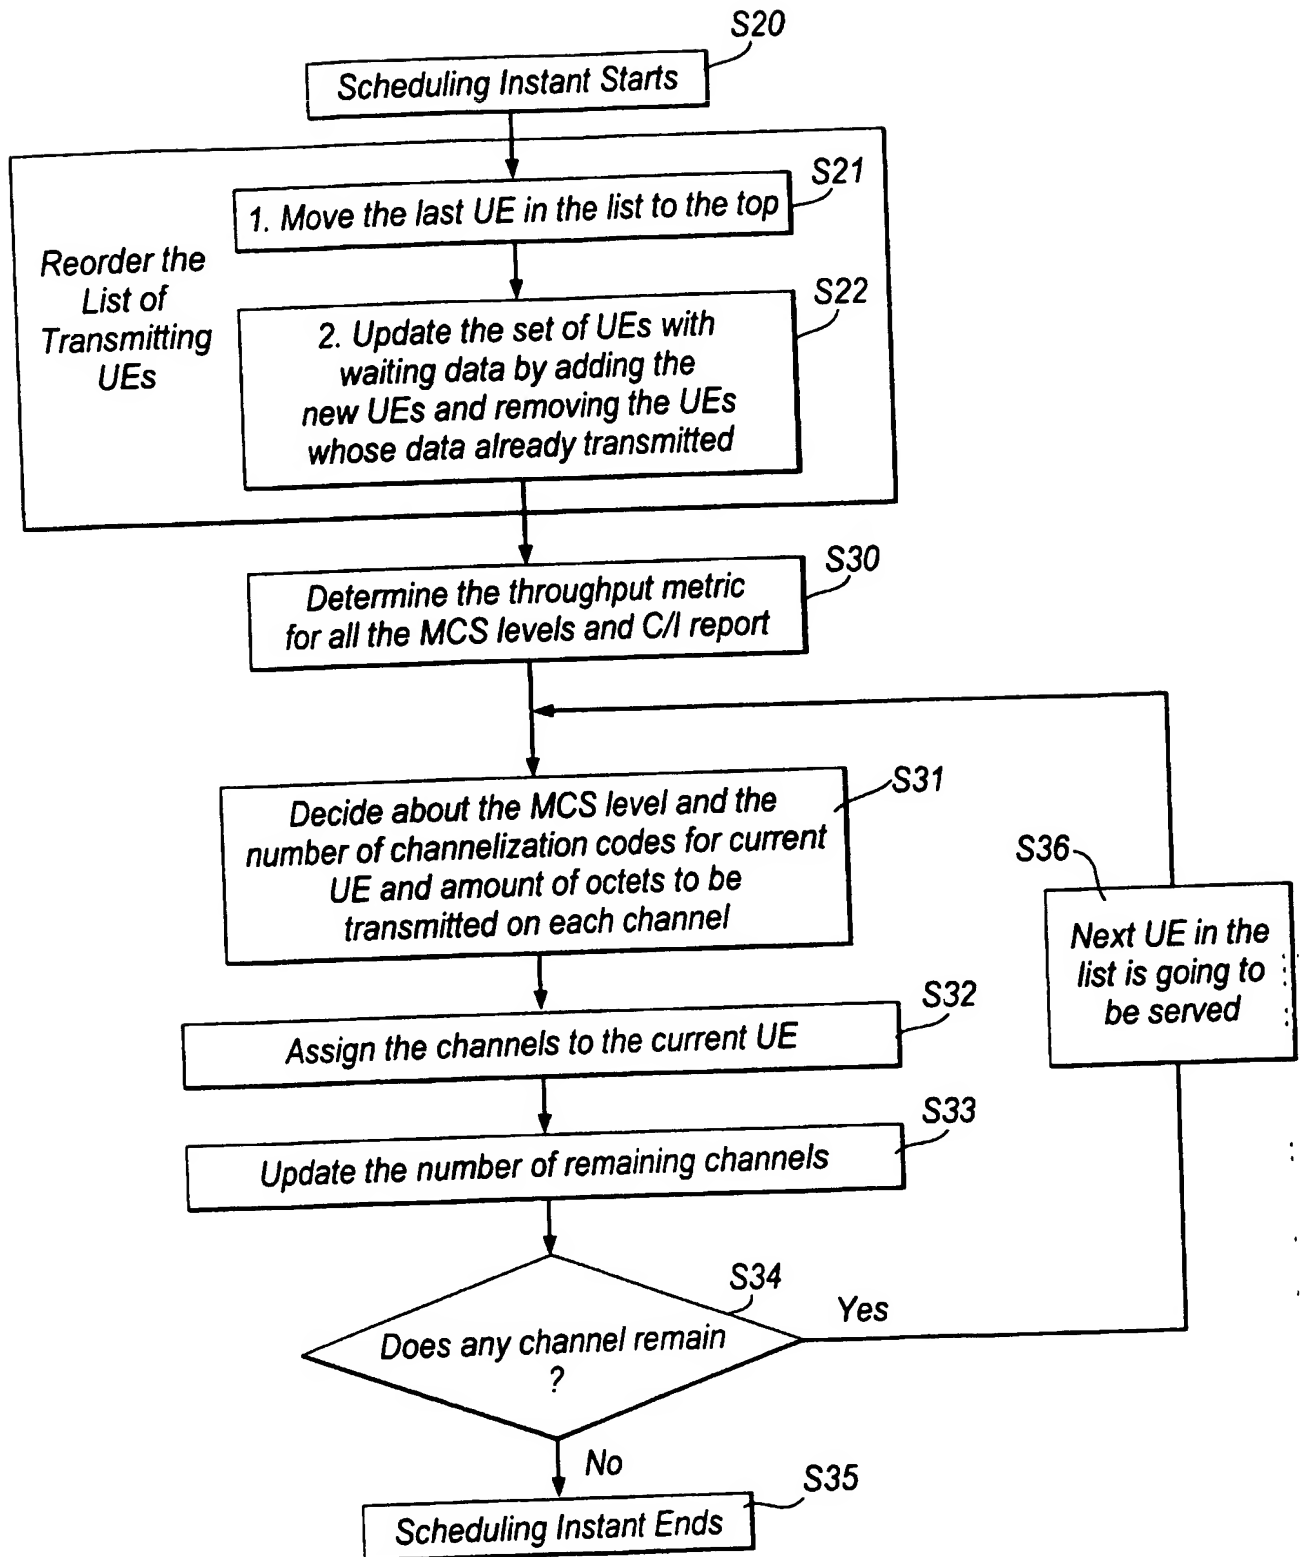 S20
Scheduling Instant Starts
S21
1. Move the last UE in the list to the top
Reorder the
List of
Transmitting
UEs
S22
2. Update the set of UEs with
waiting data by adding the
new UEs and removing the UEs
whose data already transmitted
S30
Determine the throughput metric
for all the MCS levels and C/I report
S31
Decide about the MCS level and the
number of channelization codes for current
UE and amount of octets to be
transmitted on each channel
S36
Next UE in the
list is going to
be served
S32
Assign the channels to the current UE
S33
Update the number of remaining channels
S34
Does any channel remain
?
Yes
No
S35
Scheduling Instant Ends